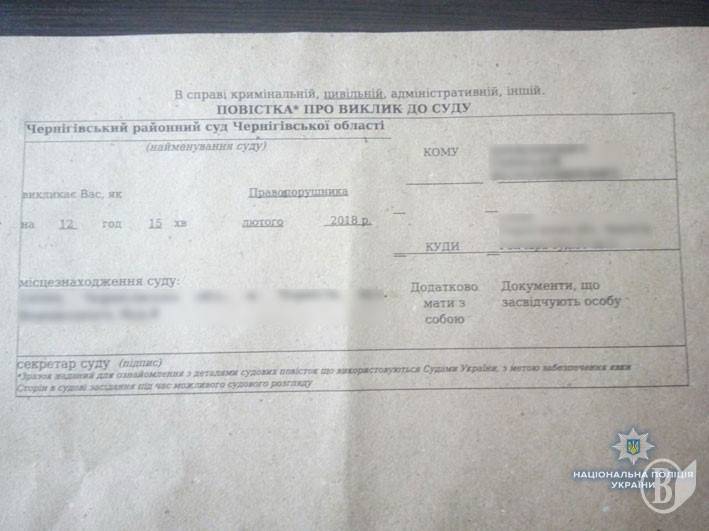 В справі кримінальній, цивільній, адміністративній, іншій.
ПОВІСТКА* ПРО ВИКЛИК ДО СУДУ
Чернігівський районний суд Чернігівської області
(найменування суду)
КОМУ
викликає Вас, як Правопорушника
на 12 год 15 хв лютого 2018 р.
КУДИ
місцезнаходження суду:
Додатково мати з собою
Документи, що засвідчують особу
секретар суду (підпис)
*Зразок наданий для ознайомлення з деталями судових повісток що використовуються Судами України, з метою забезпечення явки
Сторін в судові засідання під час можливого судового розгляду
НАЦІОНАЛЬНА ПОЛІЦІЯ
УКРАЇНИ
В